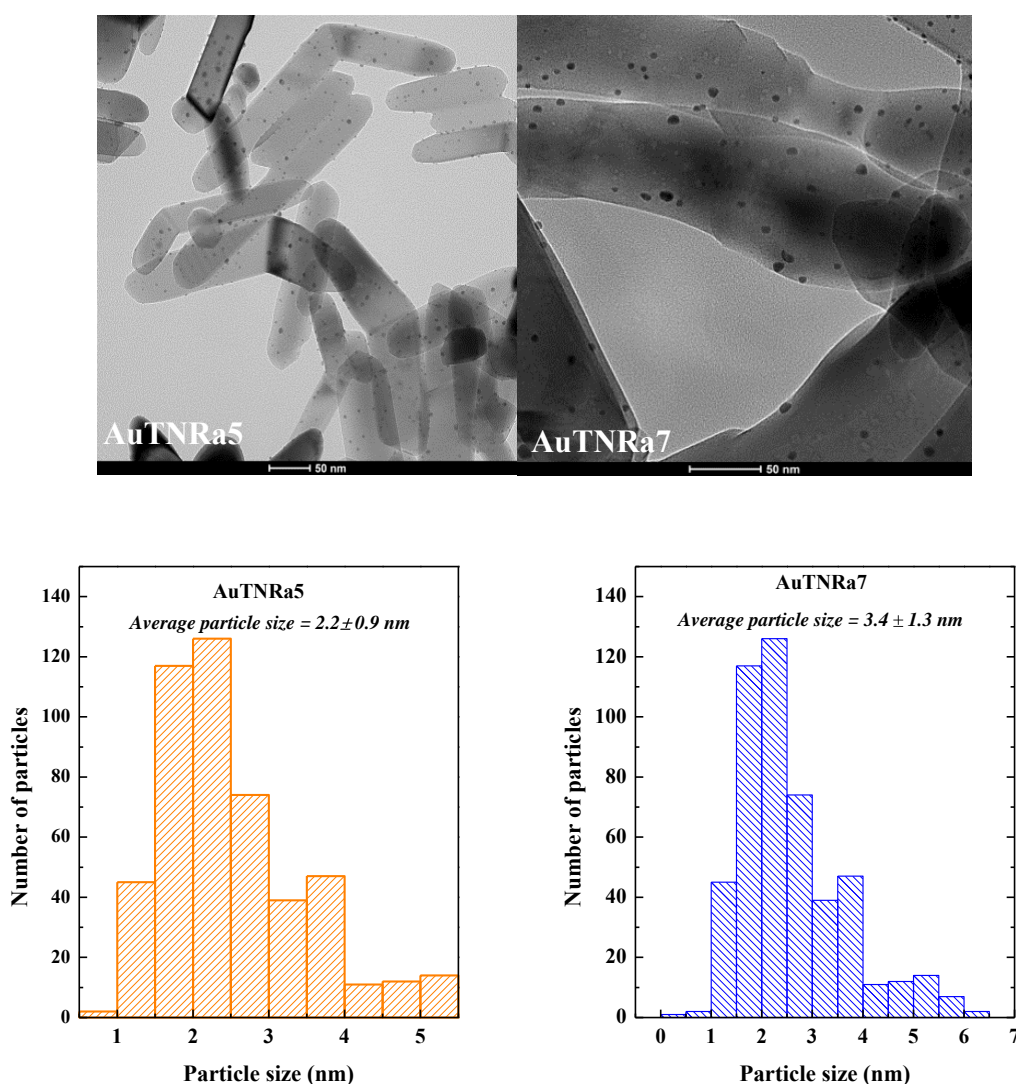 AuTNRa5
AuTNRa7
50 nm
50 nm
AuTNRa5
Average particle size = 2.2±0.9 nm
Number of particles
140
120
100
80
60
40
20
0
1 2 3 4 5
Particle size (nm)
AuTNRa7
Average particle size = 3.4 ± 1.3 nm
Number of particles
140
120
100
80
60
40
20
0
0 1 2 3 4 5 6 7
Particle size (nm)